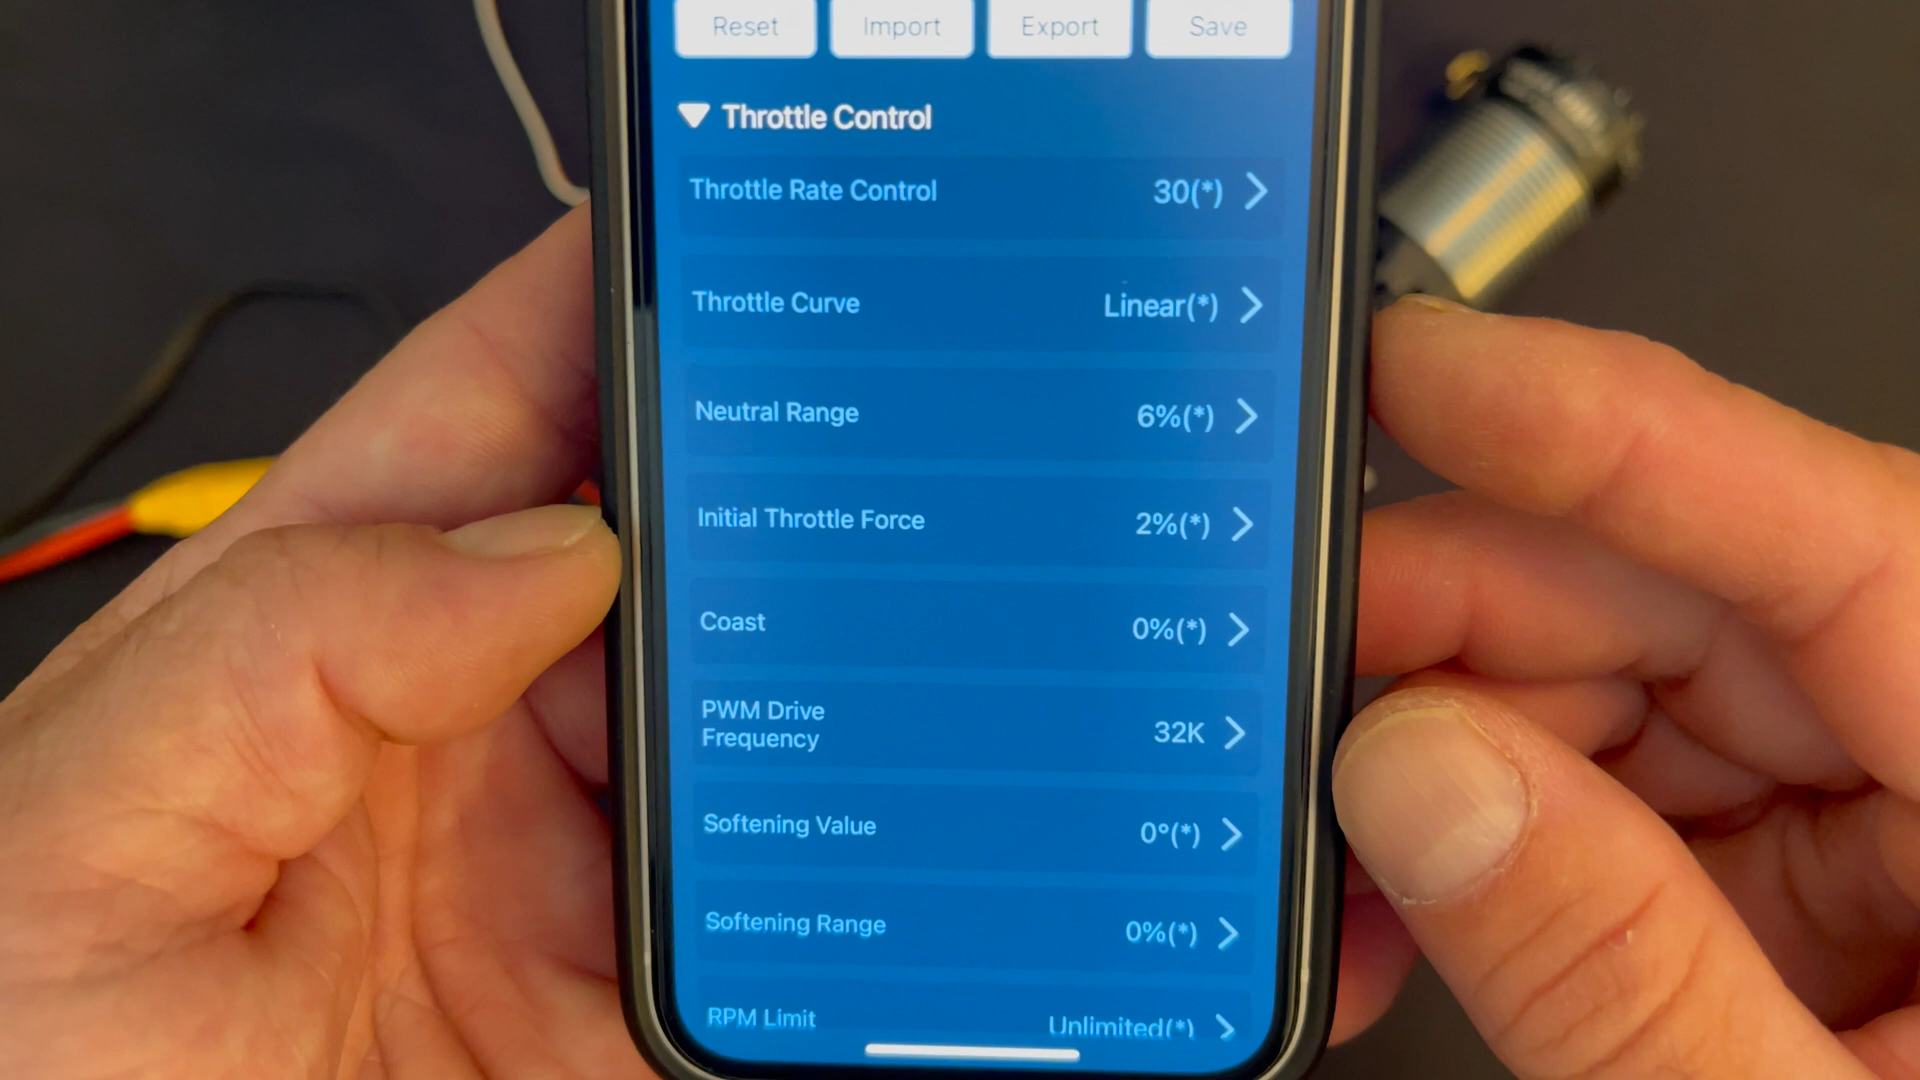 Reset Import Export Save
Throttle Control
Throttle Rate Control 30(*)
Throttle Curve Linear(*)
Neutral Range 6%(*)
Initial Throttle Force 2%(*)
Coast 0%(*)
PWM Drive
Frequency 32K
Softening Value 0°(*)
Softening Range 0%(*)
RPM Limit Unlimited(*)